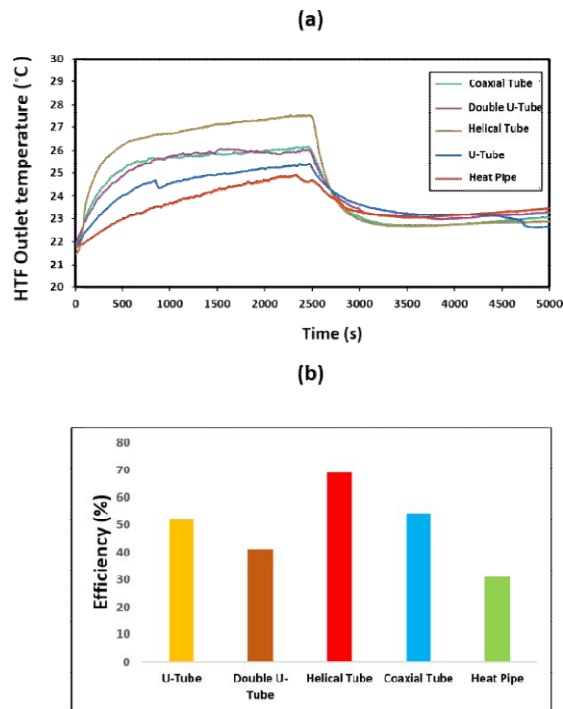 (a)
HTF Outlet temperature (°C)
30
29
28
27
26
25
24
23
22
21
20
Coaxial Tube
Double U-Tube
Helical Tube
U-Tube
Heat Pipe
0 500 1000 1500 2000 2500 3000 3500 4000 4500 5000
Time (s)
(b)
Efficiency (%)
80
70
60
50
40
30
20
10
0
U-Tube Double U- Helical Tube Coaxial Tube Heat Pipe
Tube